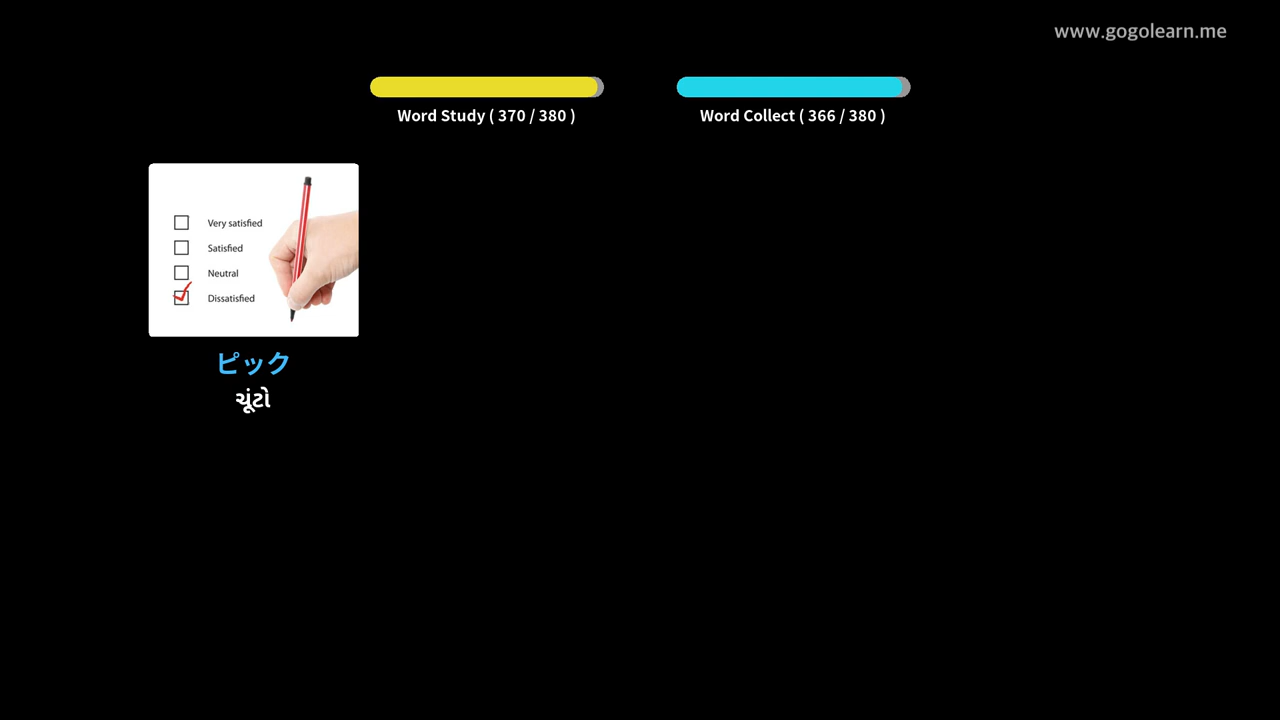 www.gogolearn.me
Word Study ( 370 / 380 )
Word Collect ( 366 / 380 )
Very satisfied
Satisfied
Neutral
Dissatisfied
ピック
ચૂંટો